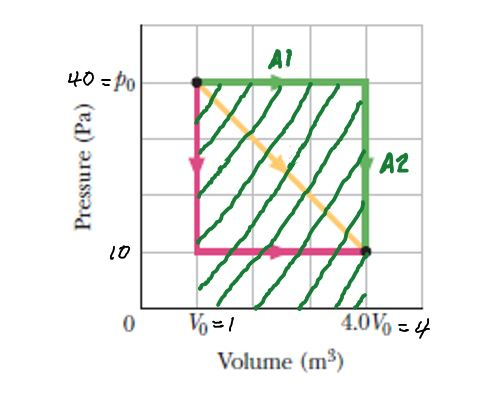 A1
40 = p₀
A2
Pressure (Pa)
10
0
V₀ = 1
4.0V₀ = 4
Volume (m³)